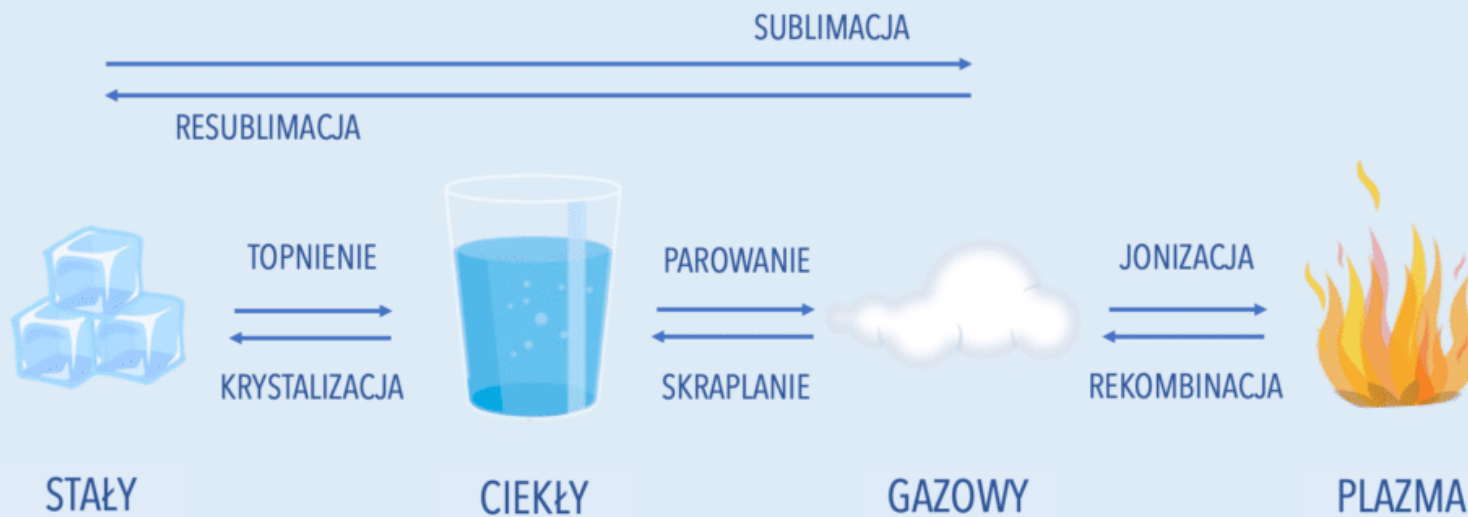 SUBLIMACJA
RESUBLIMACJA
TOPNIENIE
PAROWANIE
JONIZACJA
KRYSTALIZACJA
SKRAPLANIE
REKOMBINACJA
STAŁY
CIEKŁY
GAZOWY
PLAZMA